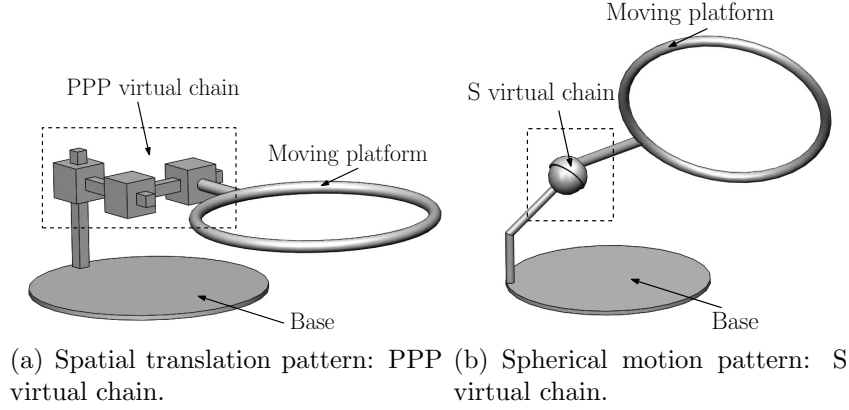 PPP virtual chain
Moving platform
Base
(a) Spatial translation pattern: PPP
virtual chain.
Moving platform
S virtual chain
Base
(b) Spherical motion pattern: S
virtual chain.